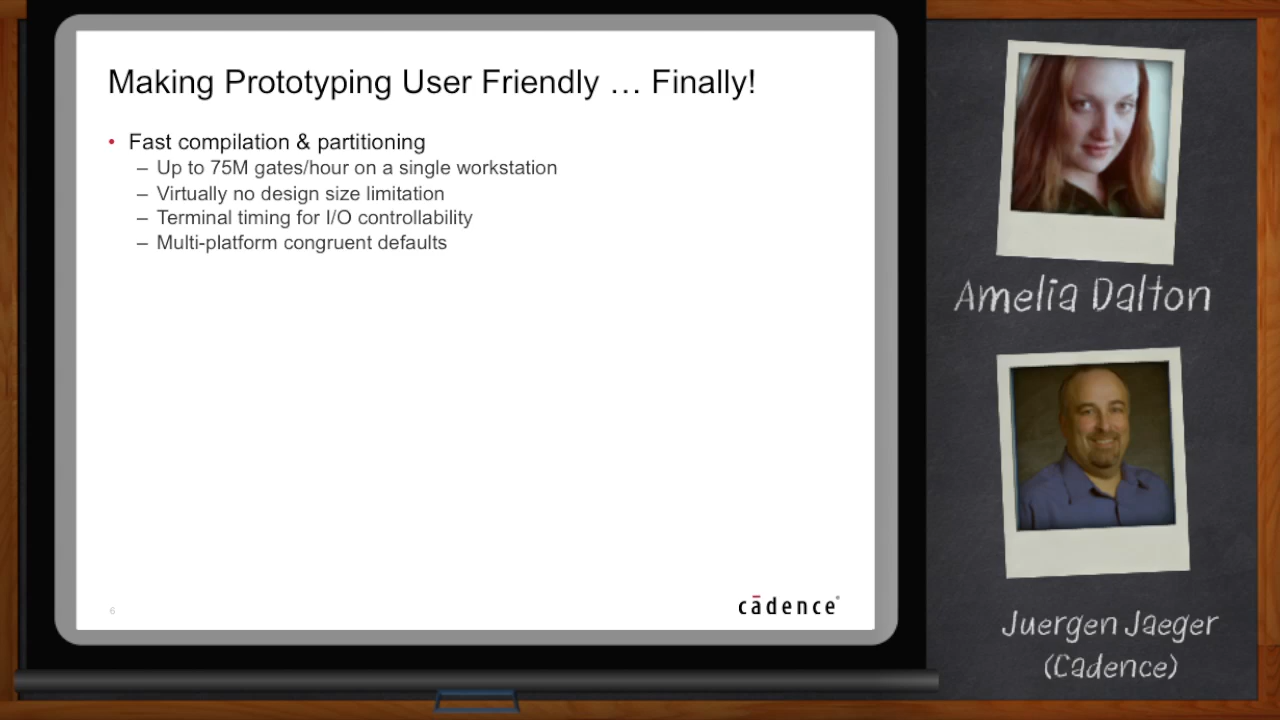 Making Prototyping User Friendly … Finally!
• Fast compilation & partitioning
– Up to 75M gates/hour on a single workstation
– Virtually no design size limitation
– Terminal timing for I/O controllability
– Multi-platform congruent defaults
6
cādence®
Amelia Dalton
Juergen Jaeger
(Cadence)